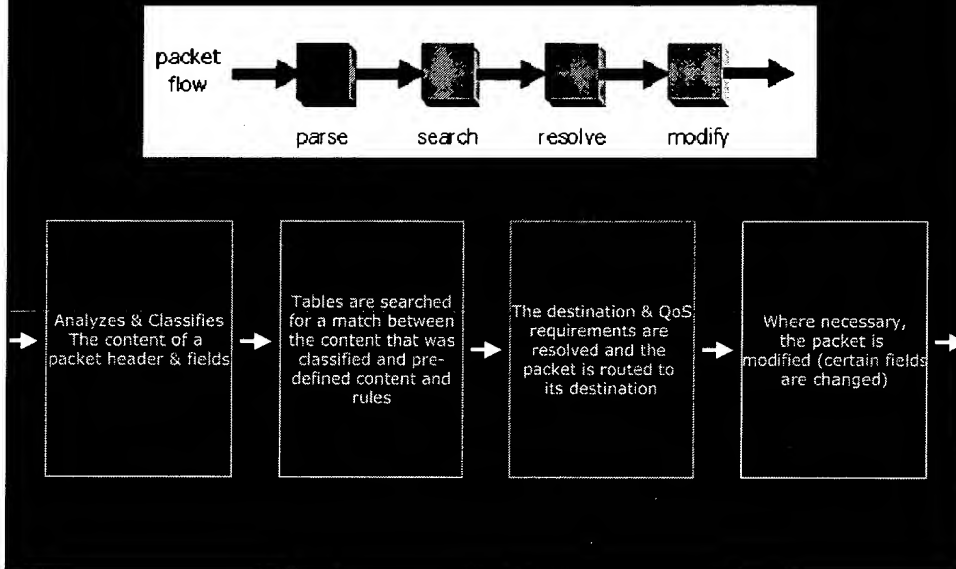 packet
flow
parse
search
resolve
modify
Analyzes & Classifies
The content of a
packet header & fields
Tables are searched
for a match between
the content that was
classified and pre-
defined content and
rules
The destination & QoS
requirements are
resolved and the
packet is routed to
its destination
Where necessary,
the packet is
modified (certain fields
are changed)